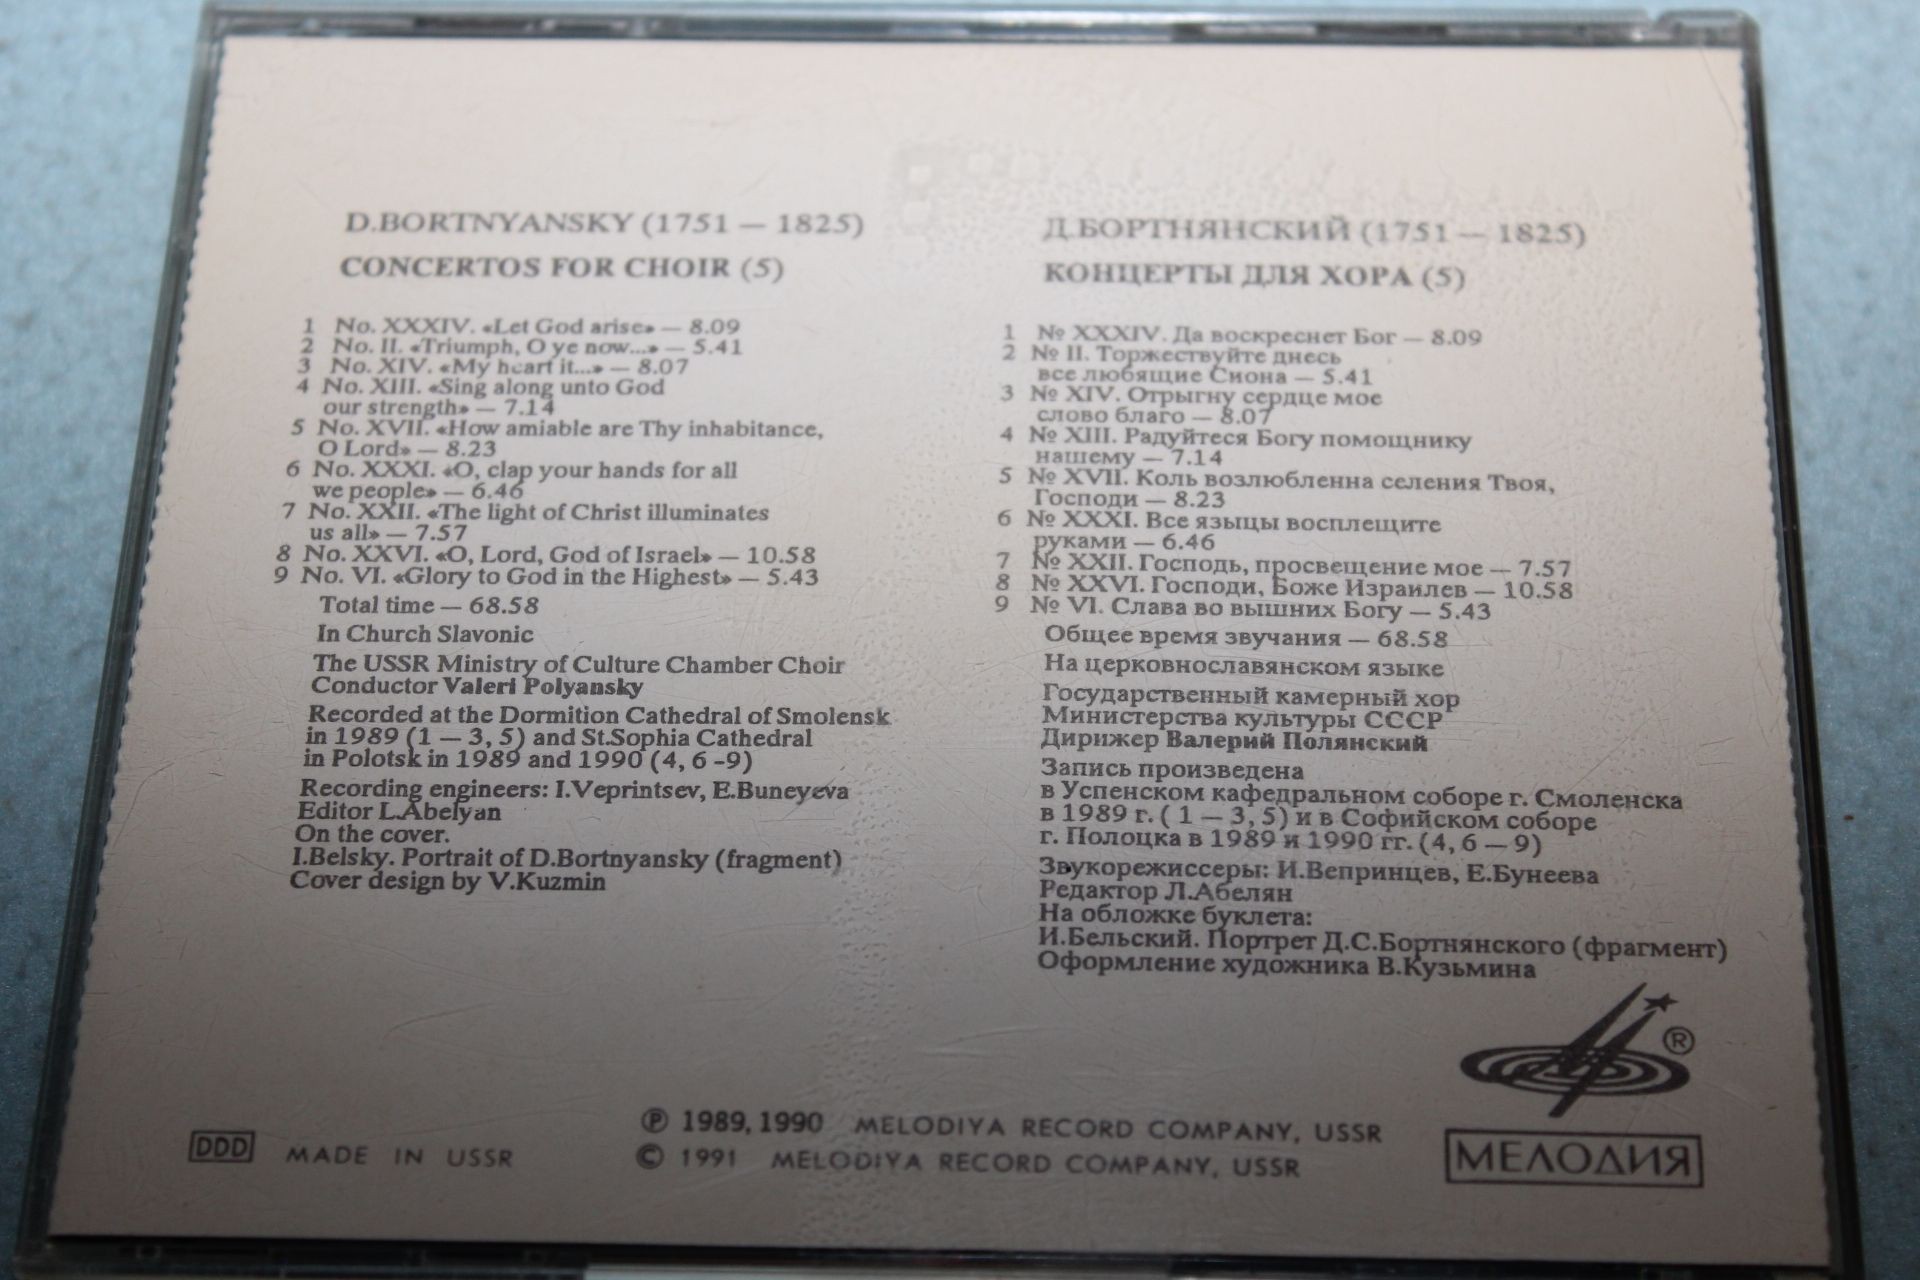 D.BORTNYANSKY (1751 — 1825)
CONCERTOS FOR CHOIR (5)
1 No. XXXIV. «Let God arise» — 8.09
2 No. II. «Triumph, O ye now...» — 5.41
3 No. XIV. «My heart it...» — 8.07
4 No. XIII. «Sing along unto God
our strength» — 7.14
5 No. XVII. «How amiable are Thy inhabitance,
O Lord» — 8.23
6 No. XXXI. «O, clap your hands for all
we people» — 6.46
7 No. XXII. «The light of Christ illuminates
us all» — 7.57
8 No. XXVI. «O, Lord, God of Israel» — 10.58
9 No. VI. «Glory to God in the Highest» — 5.43
Total time — 68.58
In Church Slavonic
The USSR Ministry of Culture Chamber Choir
Conductor Valeri Polyansky
Recorded at the Dormition Cathedral of Smolensk
in 1989 (1 — 3, 5) and St.Sophia Cathedral
in Polotsk in 1989 and 1990 (4, 6 -9)
Recording engineers: I.Veprintsev, E.Buneyeva
Editor L.Abelyan
On the cover.
I.Belsky. Portrait of D.Bortnyansky (fragment)
Cover design by V.Kuzmin
Д.БОРТНЯНСКИЙ (1751 — 1825)
КОНЦЕРТЫ ДЛЯ ХОРА (5)
1 № XXXIV. Да воскреснет Бог — 8.09
2 № II. Торжествуйте днесь
все любящие Сиона — 5.41
3 № XIV. Отрыгну сердце мое
слово благо — 8.07
4 № XIII. Радуйтеся Богу помощнику
нашему — 7.14
5 № XVII. Коль возлюбленна селения Твоя,
Господи — 8.23
6 № XXXI. Все языцы восплещите
руками — 6.46
7 № XXII. Господь, просвещение мое — 7.57
8 № XXVI. Господи, Боже Израилев — 10.58
9 № VI. Слава во вышних Богу — 5.43
Общее время звучания — 68.58
На церковнославянском языке
Государственный камерный хор
Министерства культуры СССР
Дирижер Валерий Полянский
Запись произведена
в Успенском кафедральном соборе г. Смоленска
в 1989 г. ( 1 — 3, 5) и в Софийском соборе
г. Полоцка в 1989 и 1990 гг. (4, 6 — 9)
Звукорежиссеры: И.Вепринцев, Е.Бунеева
Редактор Л.Абелян
На обложке буклета:
И.Бельский. Портрет Д.С.Бортнянского (фрагмент)
Оформление художника В.Кузьмина
®
DDD MADE IN USSR
Ⓟ 1989, 1990 MELODIYA RECORD COMPANY, USSR
© 1991 MELODIYA RECORD COMPANY, USSR
МЕЛОДИЯ